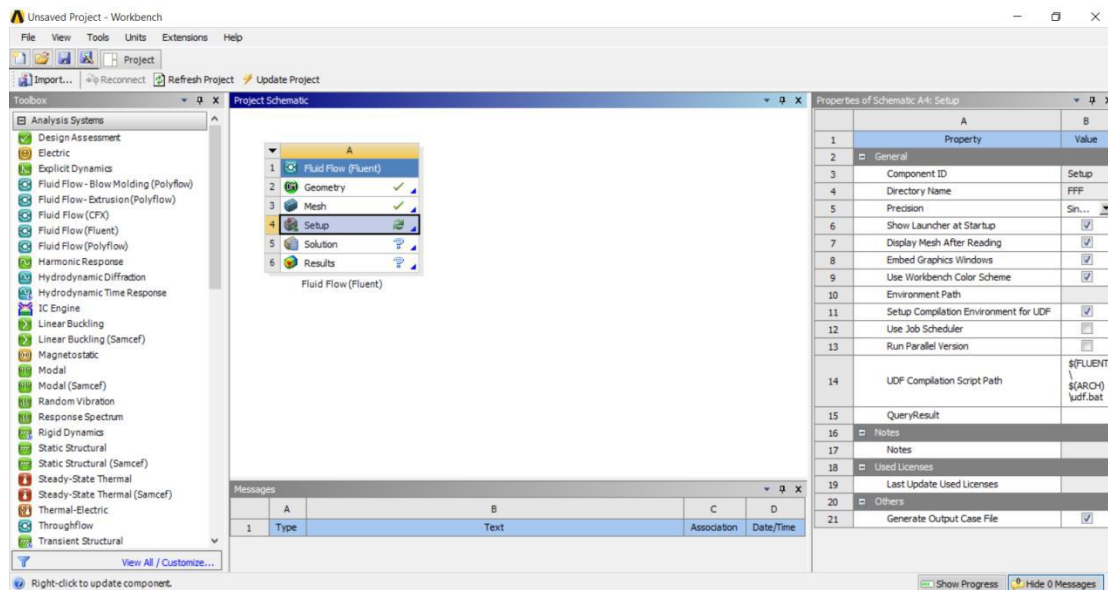 Unsaved Project - Workbench
File View Tools Units Extensions Help
Project
Import... Reconnect Refresh Project Update Project
Toolbox
Analysis Systems
Design Assessment
Electric
Explicit Dynamics
Fluid Flow - Blow Molding (Polyflow)
Fluid Flow - Extrusion (Polyflow)
Fluid Flow (CFX)
Fluid Flow (Fluent)
Fluid Flow (Polyflow)
Harmonic Response
Hydrodynamic Diffraction
Hydrodynamic Time Response
IC Engine
Linear Buckling
Linear Buckling (Samcef)
Magnetostatic
Modal
Modal (Samcef)
Random Vibration
Response Spectrum
Rigid Dynamics
Static Structural
Static Structural (Samcef)
Steady-State Thermal
Steady-State Thermal (Samcef)
Thermal-Electric
Throughflow
Transient Structural
View All / Customize...
Project Schematic
A
1 Fluid Flow (Fluent)
2 Geometry
3 Mesh
4 Setup
5 Solution
6 Results
Fluid Flow (Fluent)
Messages
A B C D
1 Type Text Association Date/Time
Properties of Schematic A4: Setup
A B
1 Property Value
2 General
3 Component ID Setup
4 Directory Name FFF
5 Precision Sin...
6 Show Launcher at Startup
7 Display Mesh After Reading
8 Embed Graphics Windows
9 Use Workbench Color Scheme
10 Environment Path
11 Setup Compilation Environment for UDF
12 Use Job Scheduler
13 Run Parallel Version
14 UDF Compilation Script Path $(FLUENT
\
$(ARCH)
\udf.bat
15 QueryResult
16 Notes
17 Notes
18 Used Licenses
19 Last Update Used Licenses
20 Others
21 Generate Output Case File
Right-click to update component.
Show Progress Hide 0 Messages